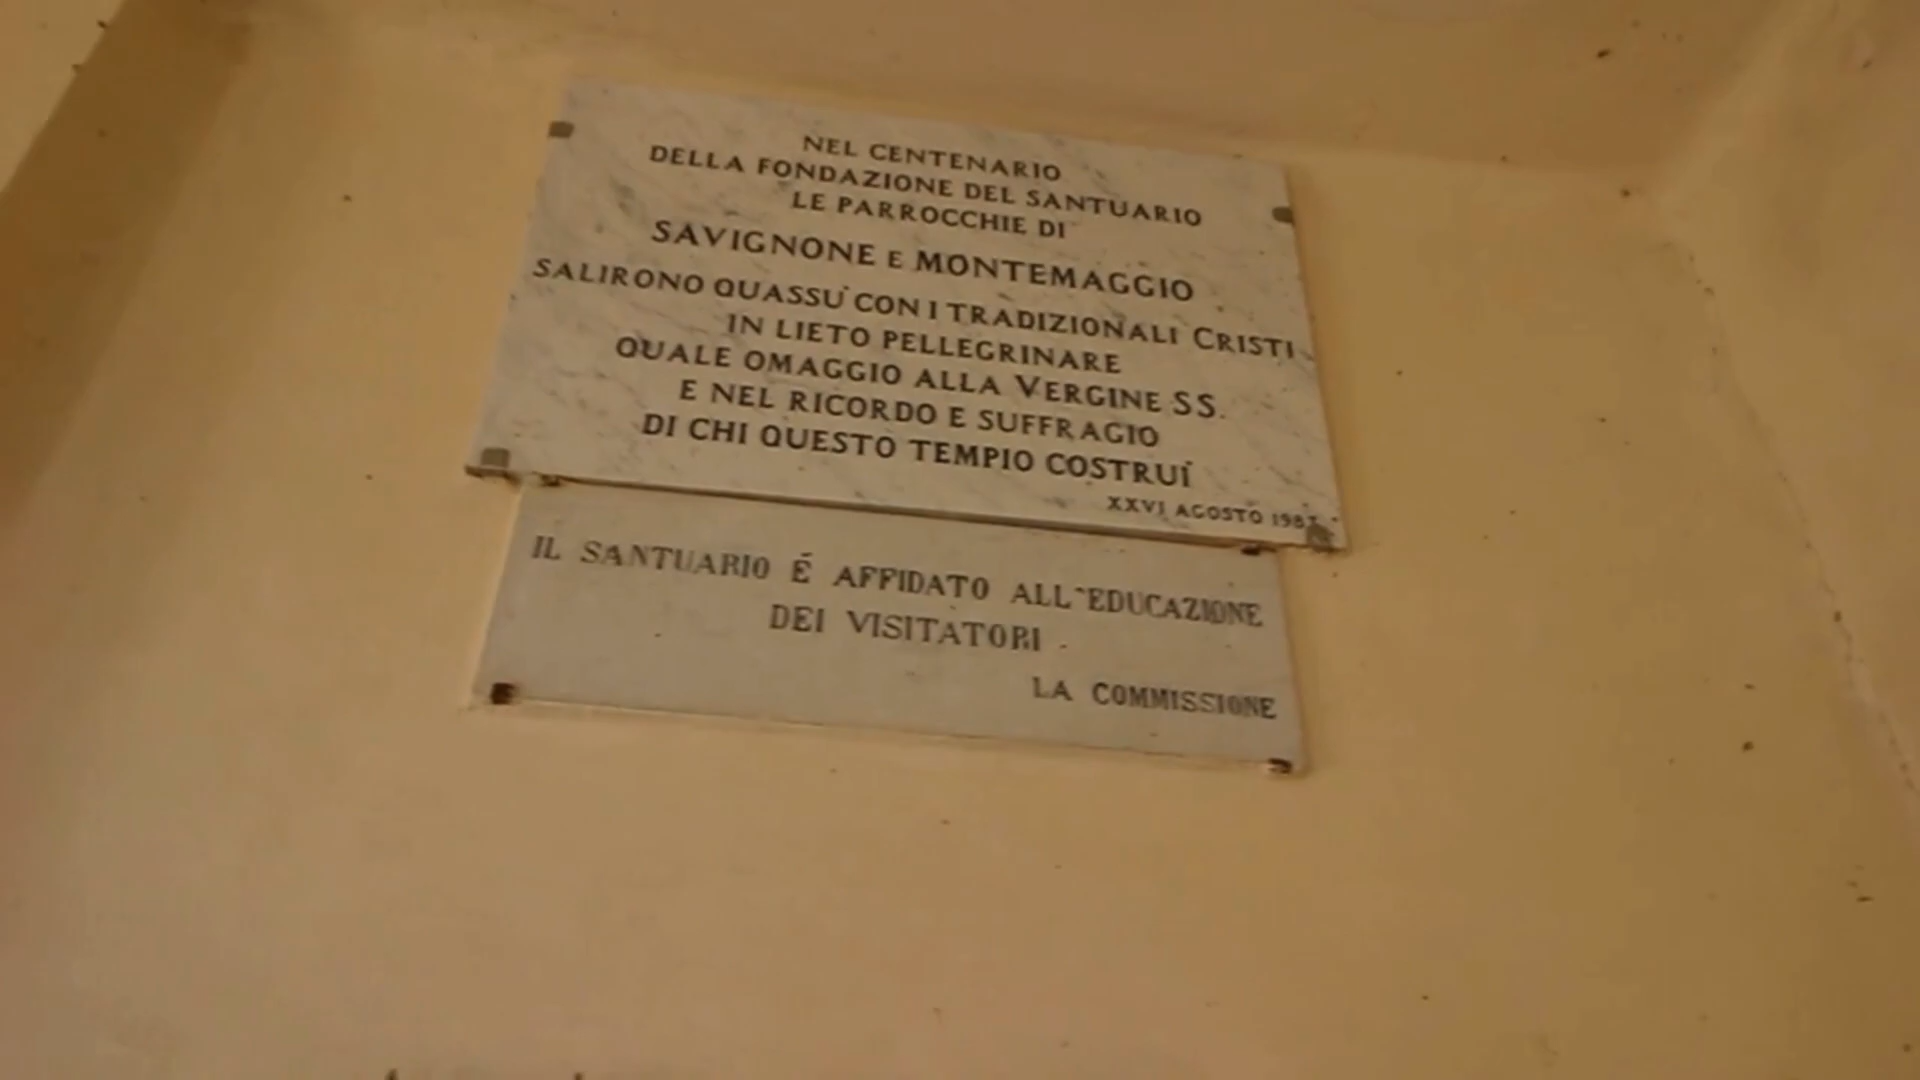 NEL CENTENARIO
DELLA FONDAZIONE DEL SANTUARIO
LE PARROCCHIE DI
SAVIGNONE E MONTEMAGGIO
SALIRONO QUASSU' CON I TRADIZIONALI CRISTI
IN LIETO PELLEGRINARE
QUALE OMAGGIO ALLA VERGINE SS.
E NEL RICORDO E SUFFRAGIO
DI CHI QUESTO TEMPIO COSTRUÌ
XXVI AGOSTO
IL SANTUARIO É AFFIDATO ALL'EDUCAZIONE
DEI VISITATORI
LA COMMISSIONE